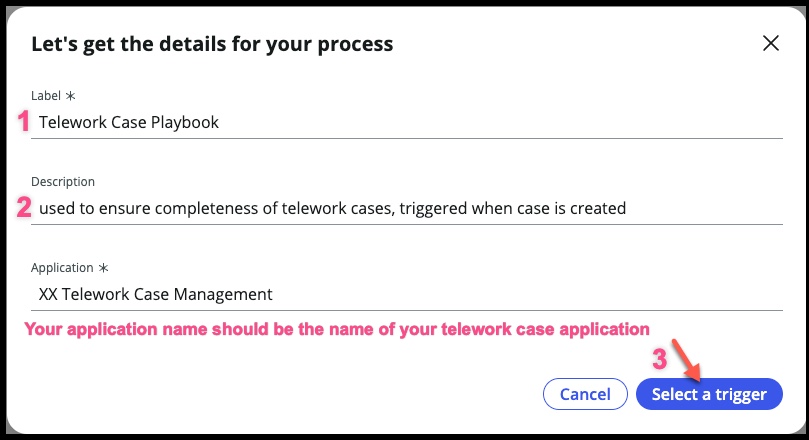 Let's get the details for your process
Label *
1 Telework Case Playbook
Description
2 used to ensure completeness of telework cases, triggered when case is created
Application *
XX Telework Case Management
Your application name should be the name of your telework case application
3
Cancel Select a trigger